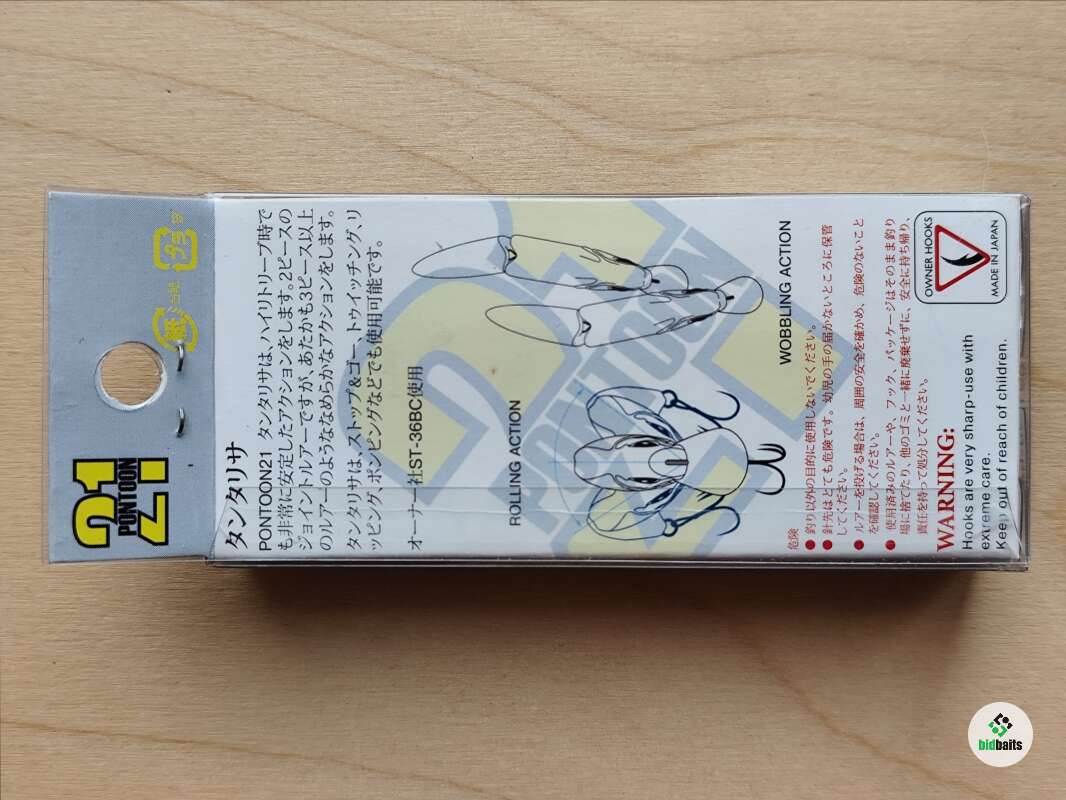 21
PONTOON
プラ
紙
タンタリサ
PONTOON21 タンタリサは、ハイリトリーブ時で
も非常に安定したアクションをします。2ピースの
ジョイントルアーですが、あたかも3ピース以上
のルアーのようななめらかなアクションをします。
タンタリサは、ストップ&ゴー、トゥイッチング、リ
ッピング、ポンピングなどでも使用可能です。
オーナー社ST-36BC使用
ROLLING ACTION
WOBBLING ACTION
21
PONTOON
危険
● 釣り以外の目的に使用しないでください。
● 針先はとても危険です。幼児の手の届かないところに保管
してください。
● ルアーを投げる場合は、周囲の安全を確かめ、危険のないこと
を確認してください。
● 使用済みのルアーや、フック、パッケージはそのまま釣り
場に捨てたり、他のゴミと一緒に廃棄せずに、安全に持ち帰り、
責任を持って処分してください。
WARNING:
Hooks are very sharp-use with
extreme care.
Keep out of reach of children.
OWNER HOOKS
MADE IN JAPAN
bidbaits